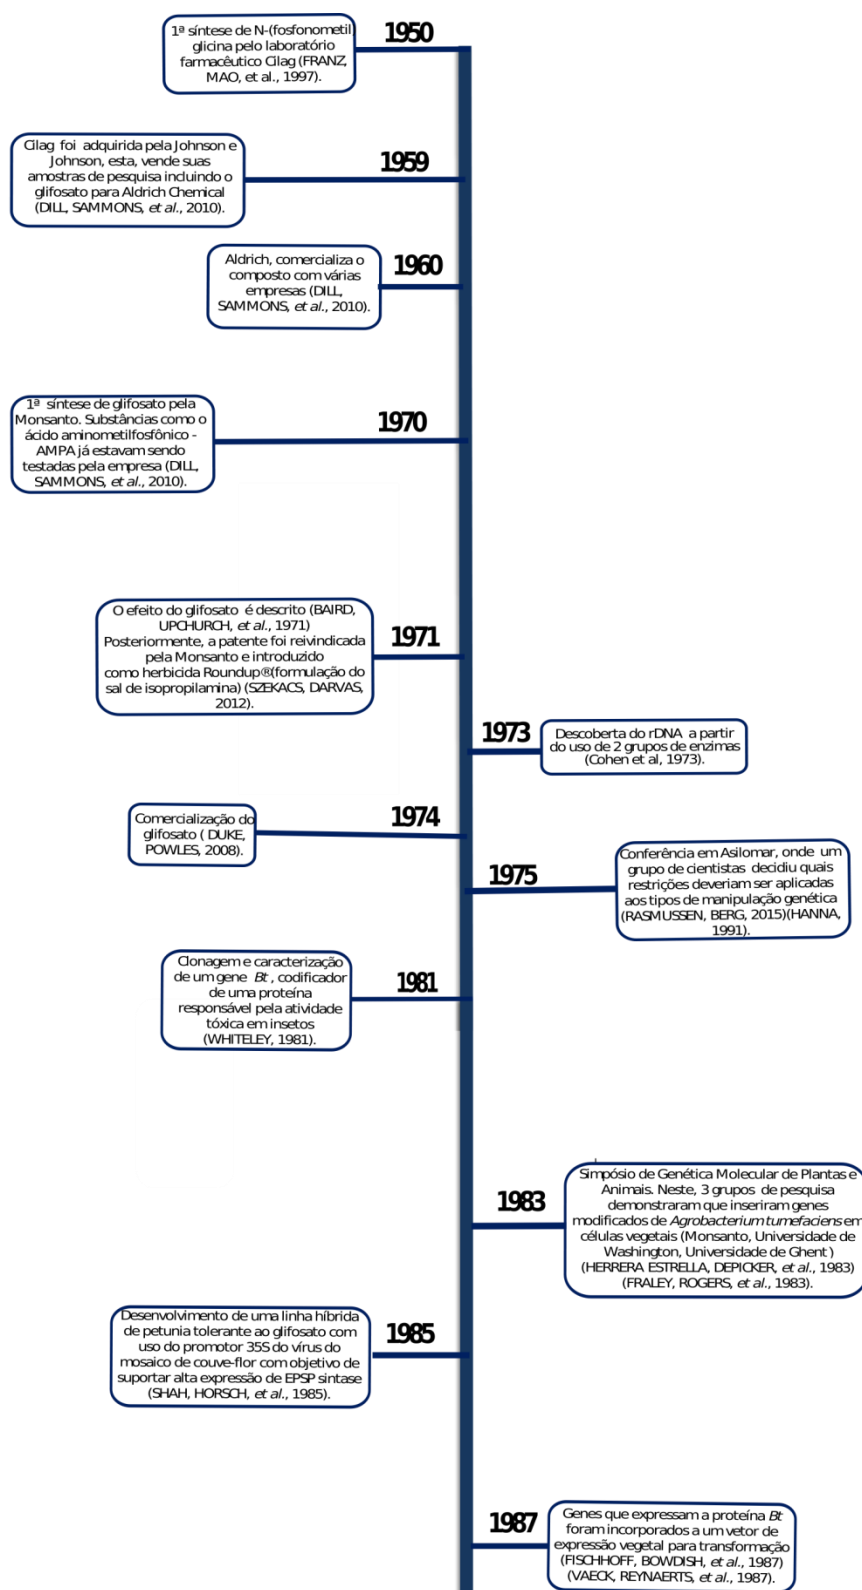 1950
1ª síntese de N-(fosfonometil)
glicina pelo laboratório
farmacêutico Cilag (FRANZ,
MAO, et al., 1997).
1959
Cilag foi adquirida pela Johnson e
Johnson, esta, vende suas
amostras de pesquisa incluindo o
glifosato para Aldrich Chemical
(DILL, SAMMONS, et al., 2010).
1960
Aldrich, comercializa o
composto com várias
empresas (DILL,
SAMMONS, et al., 2010).
1970
1ª síntese de glifosato pela
Monsanto. Substâncias como o
ácido aminometilfosfônico -
AMPA já estavam sendo
testadas pela empresa (DILL,
SAMMONS, et al., 2010).
1971
O efeito do glifosato é descrito (BAIRD,
UPCHURCH, et al., 1971)
Posteriormente, a patente foi reivindicada
pela Monsanto e introduzido
como herbicida Roundup®(formulação do
sal de isopropilamina) (SZEKACS, DARVAS,
2012).
1973
Descoberta do rDNA a partir
do uso de 2 grupos de enzimas
(Cohen et al, 1973).
1974
Comercialização do
glifosato ( DUKE,
POWLES, 2008).
1975
Conferência em Asilomar, onde um
grupo de cientistas decidiu quais
restrições deveriam ser aplicadas
aos tipos de manipulação genética
(RASMUSSEN, BERG, 2015)(HANNA,
1991).
1981
Clonagem e caracterização
de um gene Bt , codificador
de uma proteína
responsável pela atividade
tóxica em insetos
(WHITELEY, 1981).
1983
Simpósio de Genética Molecular de Plantas e
Animais. Neste, 3 grupos de pesquisa
demonstraram que inseriram genes
modificados de Agrobacterium tumefaciens em
células vegetais (Monsanto, Universidade de
Washington, Universidade de Ghent )
(HERRERA ESTRELLA, DEPICKER, et al., 1983)
(FRALEY, ROGERS, et al., 1983).
1985
Desenvolvimento de uma linha híbrida
de petunia tolerante ao glifosato com
uso do promotor 35S do vírus do
mosaico de couve-flor com objetivo de
suportar alta expressão de EPSP sintase
(SHAH, HORSCH, et al., 1985).
1987
Genes que expressam a proteína Bt
foram incorporados a um vetor de
expressão vegetal para transformação
(FISCHHOFF, BOWDISH, et al., 1987)
(VAECK, REYNAERTS, et al., 1987).